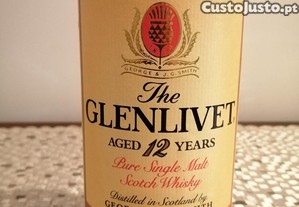 Custojusto.pt
GEORGE & J.G. SMITH
The
GLENLIVET
AGED 12 YEARS
Pure Single Malt
Scotch Whisky
Distilled in Scotland by